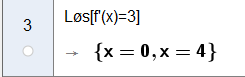 3
Løs[f'(x)=3]
→ {x = 0, x = 4}